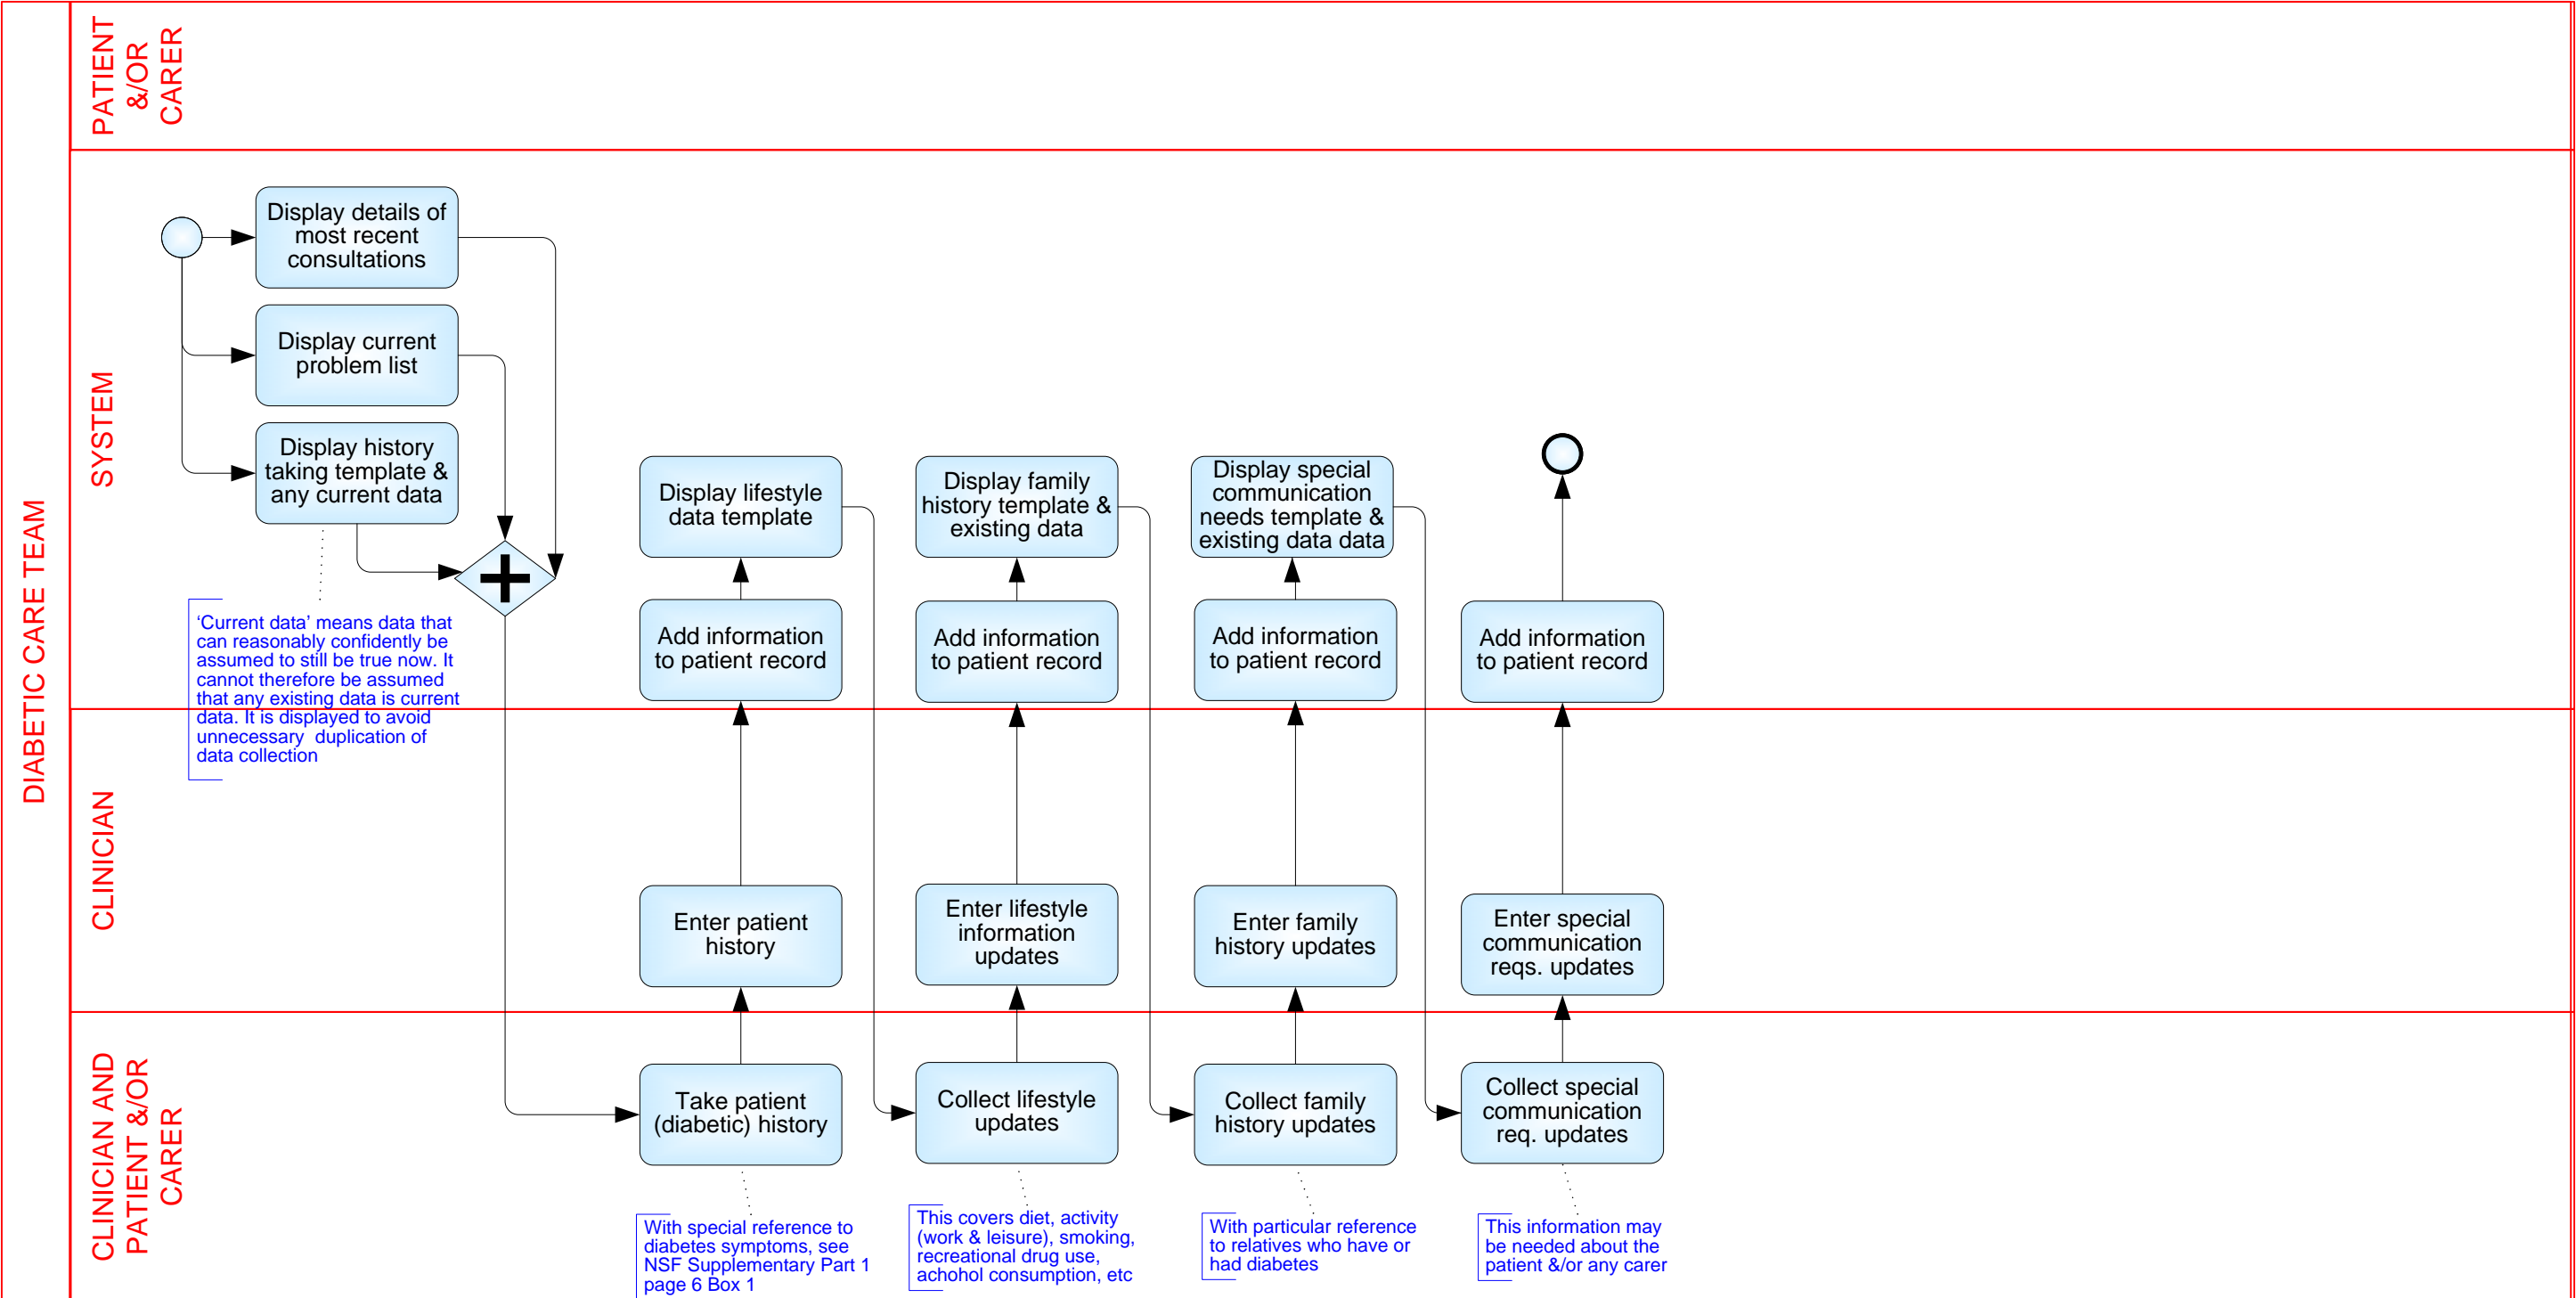 DIABETIC CARE TEAM
PATIENT
&/OR
CARER
SYSTEM
Display details of
most recent
consultations
Display current
problem list
Display history
taking template &
any current data
‘Current data’ means data that
can reasonably confidently be
assumed to still be true now. It
cannot therefore be assumed
that any existing data is current
data. It is displayed to avoid
unnecessary  duplication of
data collection
Display lifestyle
data template
Display family
history template &
existing data
Display special
communication
needs template &
existing data data
Add information
to patient record
Add information
to patient record
Add information
to patient record
Add information
to patient record
CLINICIAN
Enter patient
history
Enter lifestyle
information
updates
Enter family
history updates
Enter special
communication
reqs. updates
CLINICIAN AND
PATIENT &/OR
CARER
Take patient
(diabetic) history
Collect lifestyle
updates
Collect family
history updates
Collect special
communication
req. updates
With special reference to
diabetes symptoms, see
NSF Supplementary Part 1
page 6 Box 1
This covers diet, activity
(work & leisure), smoking,
recreational drug use,
achohol consumption, etc
With particular reference
to relatives who have or
had diabetes
This information may
be needed about the
patient &/or any carer